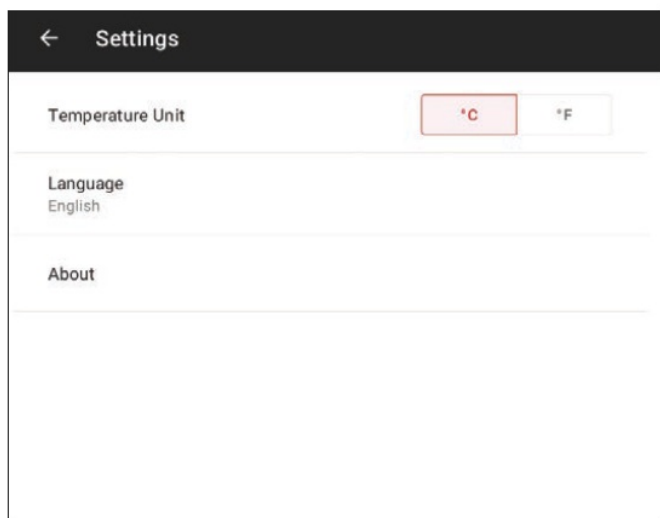 ← Settings
Temperature Unit
°C °F
Language
English
About